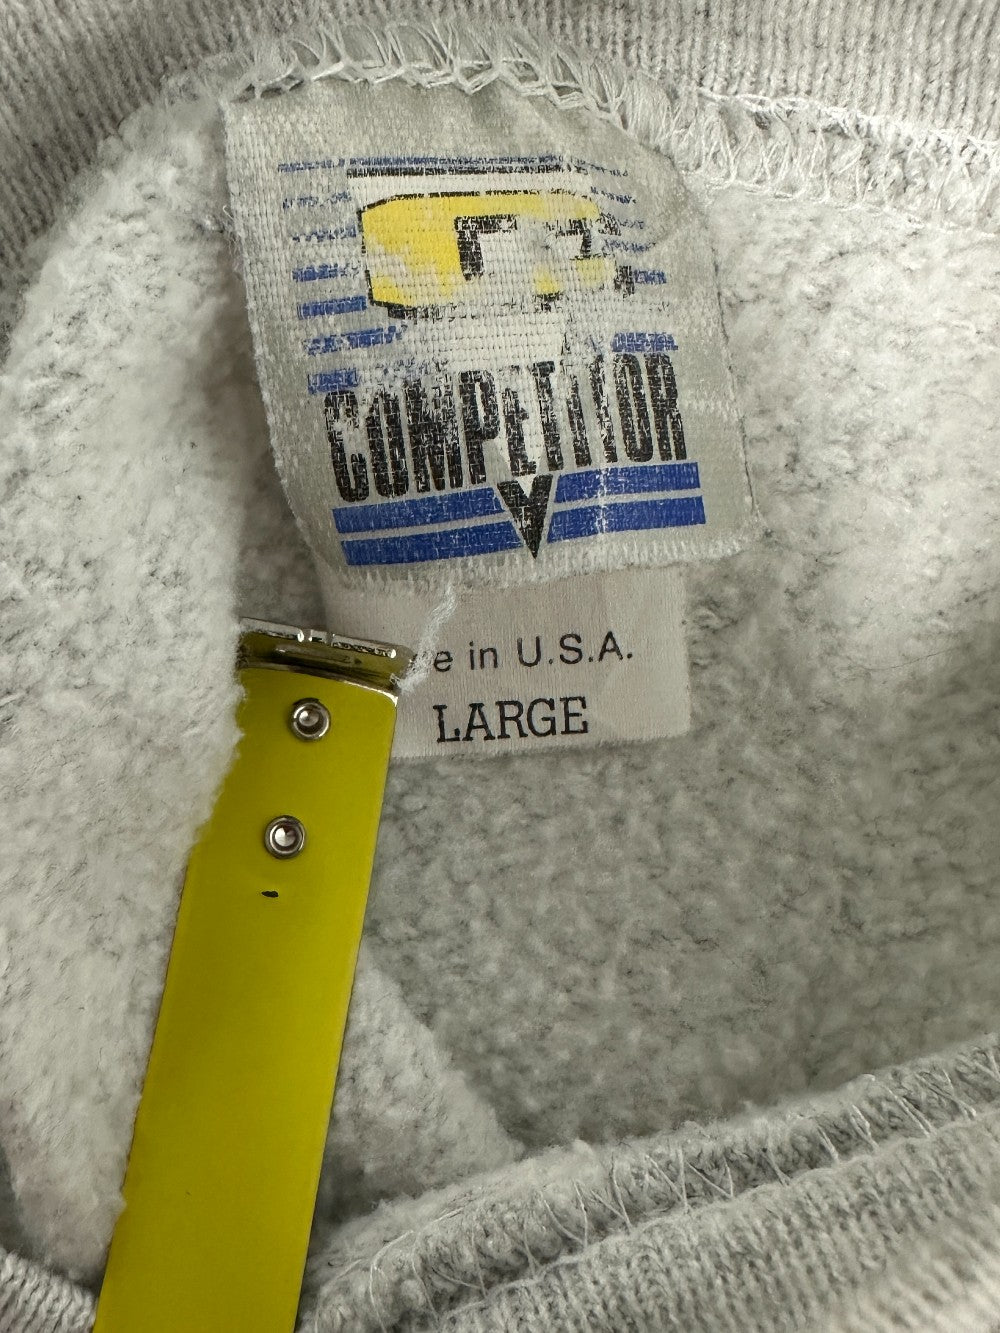 C
COMPETITOR
e in U.S.A.
LARGE